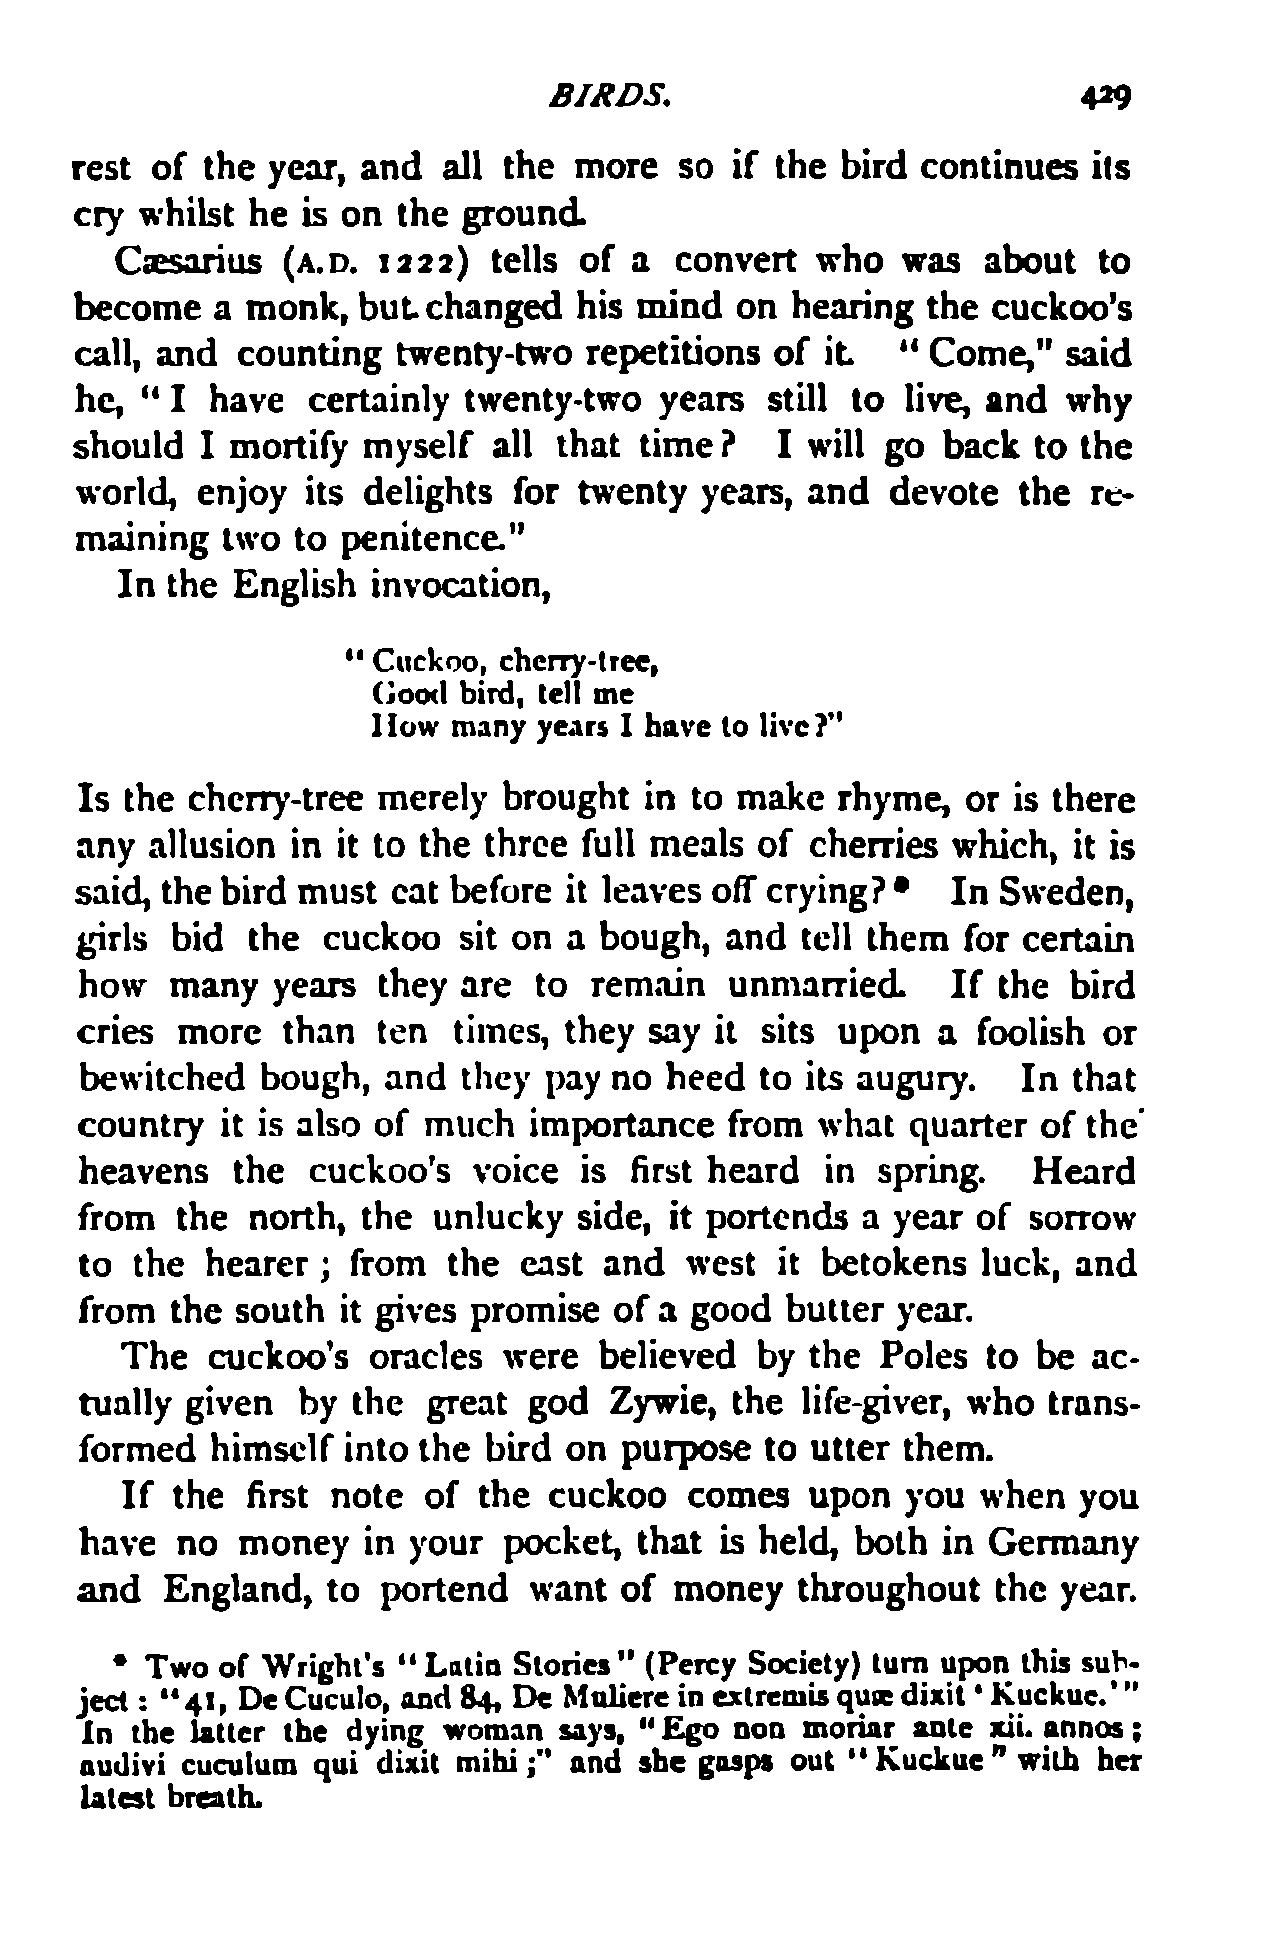 BIRDS. 429
rest of the year, and all the more so if the bird continues its
cry whilst he is on the ground.
Cæsarius (A.D. 1222) tells of a convert who was about to
become a monk, but changed his mind on hearing the cuckoo's
call, and counting twenty-two repetitions of it. "Come," said
he, "I have certainly twenty-two years still to live, and why
should I mortify myself all that time? I will go back to the
world, enjoy its delights for twenty years, and devote the re-
maining two to penitence."
In the English invocation,
"Cuckoo, cherry-tree,
Good bird, tell me
How many years I have to live?"
Is the cherry-tree merely brought in to make rhyme, or is there
any allusion in it to the three full meals of cherries which, it is
said, the bird must eat before it leaves off crying?* In Sweden,
girls bid the cuckoo sit on a bough, and tell them for certain
how many years they are to remain unmarried. If the bird
cries more than ten times, they say it sits upon a foolish or
bewitched bough, and they pay no heed to its augury. In that
country it is also of much importance from what quarter of the
heavens the cuckoo's voice is first heard in spring. Heard
from the north, the unlucky side, it portends a year of sorrow
to the hearer; from the east and west it betokens luck, and
from the south it gives promise of a good butter year.
The cuckoo's oracles were believed by the Poles to be ac-
tually given by the great god Zywie, the life-giver, who trans-
formed himself into the bird on purpose to utter them.
If the first note of the cuckoo comes upon you when you
have no money in your pocket, that is held, both in Germany
and England, to portend want of money throughout the year.
* Two of Wright's "Latin Stories" (Percy Society) turn upon this sub-
ject: "41, De Cuculo, and 84, De Muliere in extremis quæ dixit 'Kuckuc.'"
In the latter the dying woman says, "Ego non moriar ante xii. annos;
audivi cuculum qui dixit mihi;" and she gasps out "Kuckue" with her
latest breath.